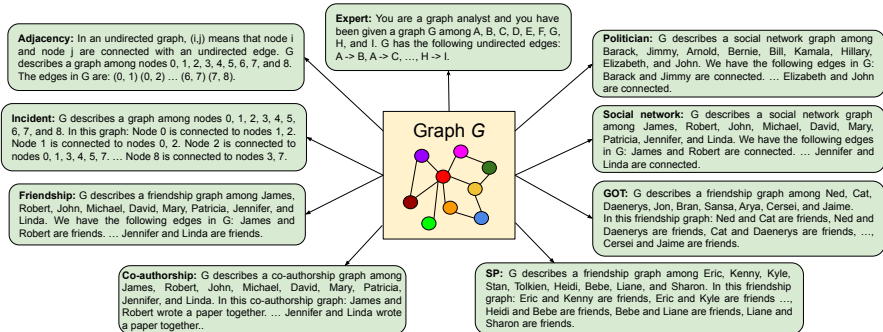 Expert: You are a graph analyst and you have
been given a graph G among A, B, C, D, E, F, G,
H, and I. G has the following undirected edges:
A -> B, A -> C, ..., H -> I.
Adjacency: In an undirected graph, (i,j) means that node i
and node j are connected with an undirected edge. G
describes a graph among nodes 0, 1, 2, 3, 4, 5, 6, 7, and 8.
The edges in G are: (0, 1) (0, 2) ... (6, 7) (7, 8).
Politician: G describes a social network graph among
Barack, Jimmy, Arnold, Bernie, Bill, Kamala, Hillary,
Elizabeth, and John. We have the following edges in G:
Barack and Jimmy are connected. ... Elizabeth and John
are connected.
Incident: G describes a graph among nodes 0, 1, 2, 3, 4, 5,
6, 7, and 8. In this graph: Node 0 is connected to nodes 1, 2.
Node 1 is connected to nodes 0, 2. Node 2 is connected to
nodes 0, 1, 3, 4, 5, 7. ... Node 8 is connected to nodes 3, 7.
Graph G
Social network: G describes a social network graph
among James, Robert, John, Michael, David, Mary,
Patricia, Jennifer, and Linda. We have the following edges
in G: James and Robert are connected. ... Jennifer and
Linda are connected.
Friendship: G describes a friendship graph among James,
Robert, John, Michael, David, Mary, Patricia, Jennifer, and
Linda. We have the following edges in G: James and
Robert are friends. ... Jennifer and Linda are friends.
GOT: G describes a friendship graph among Ned, Cat,
Daenerys, Jon, Bran, Sansa, Arya, Cersei, and Jaime.
In this friendship graph: Ned and Cat are friends, Ned and
Daenerys are friends, Cat and Daenerys are friends, ...,
Cersei and Jaime are friends.
Co-authorship: G describes a co-authorship graph among
James, Robert, John, Michael, David, Mary, Patricia,
Jennifer, and Linda. In this co-authorship graph: James and
Robert wrote a paper together. ... Jennifer and Linda wrote
a paper together..
SP: G describes a friendship graph among Eric, Kenny, Kyle,
Stan, Tolkien, Heidi, Bebe, Liane, and Sharon. In this friendship
graph: Eric and Kenny are friends, Eric and Kyle are friends ...,
Heidi and Bebe are friends, Bebe and Liane are friends, Liane and
Sharon are friends.